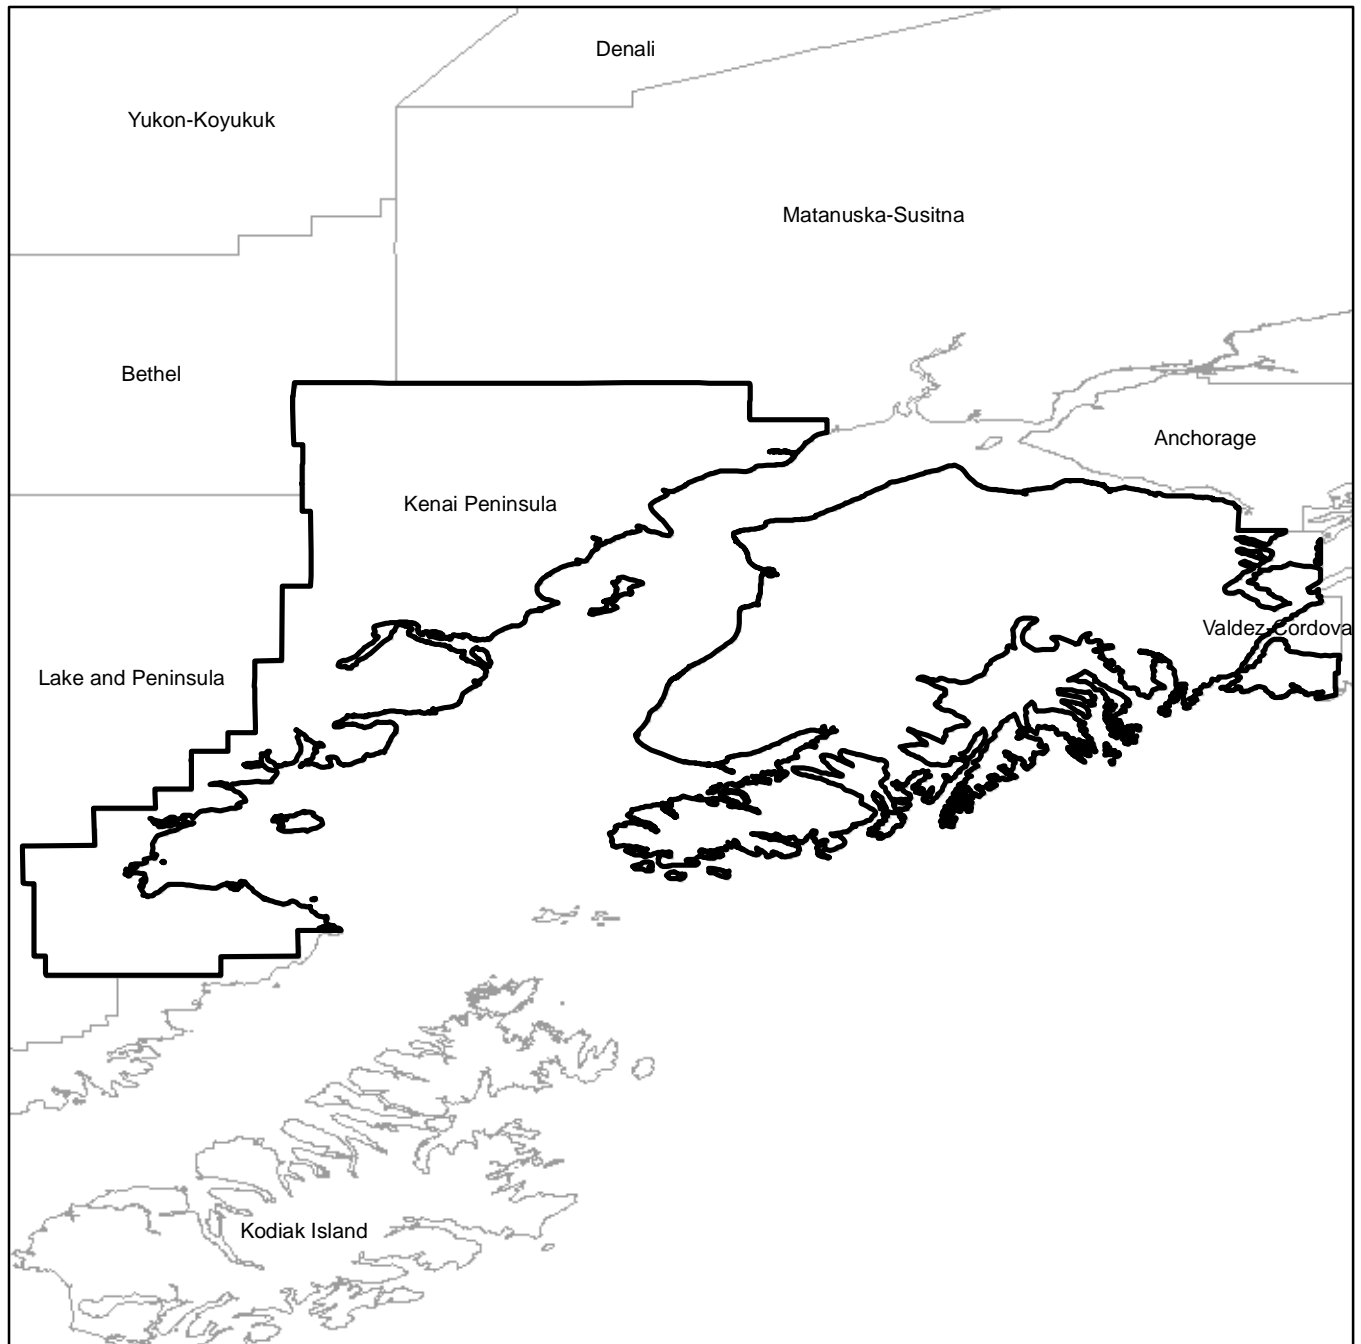 Denali
Yukon-Koyukuk
Matanuska-Susitna
Bethel
Anchorage
Kenai Peninsula
Valdez-Cordova
Lake and Peninsula
Kodiak Island